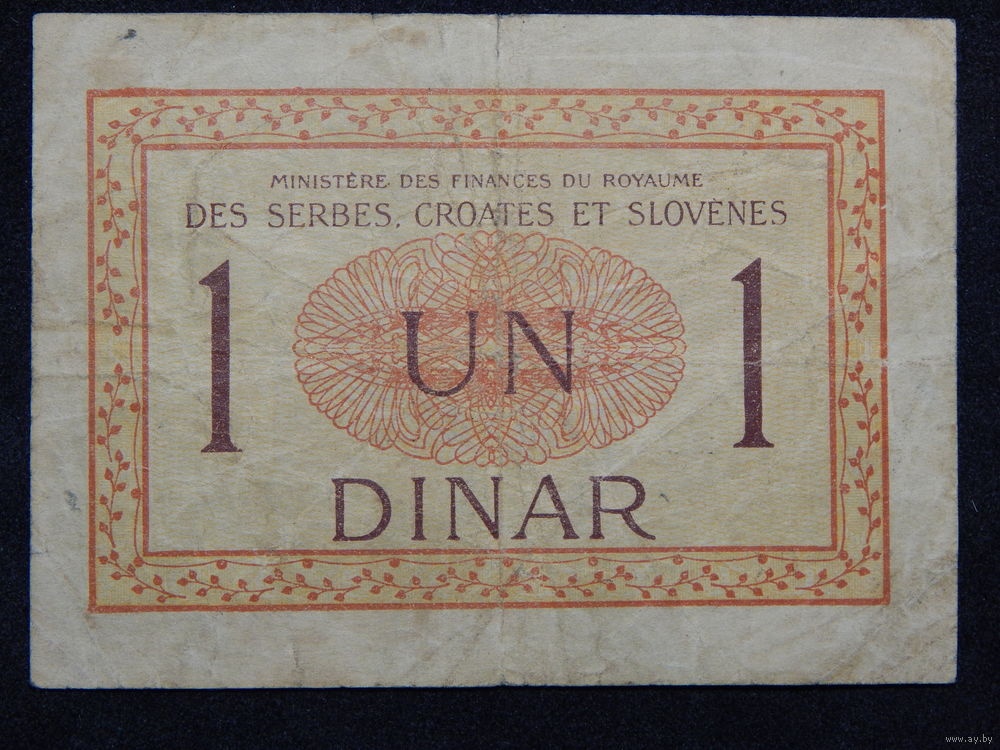 MINISTÈRE DES FINANCES DU ROYAUME
DES SERBES, CROATES ET SLOVÈNES
1 UN 1
DINAR
www.ay.by